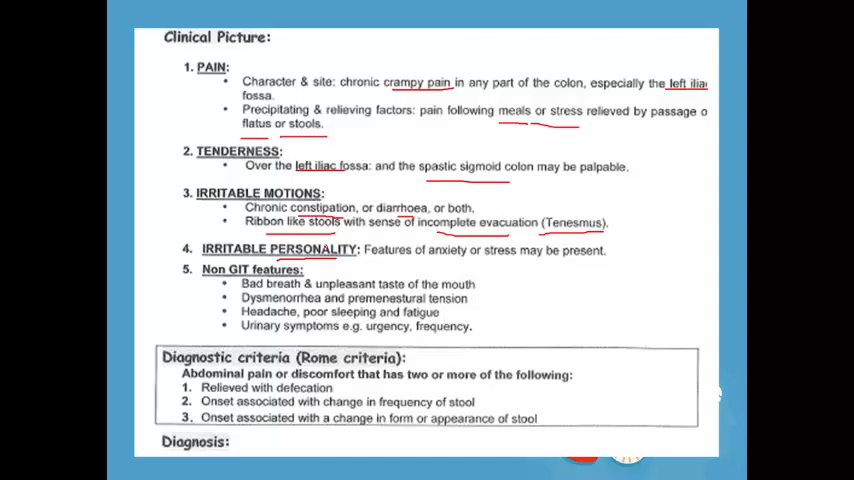 Clinical Picture:
1. PAIN:
• Character & site: chronic crampy pain in any part of the colon, especially the left iliac
fossa.
• Precipitating & relieving factors: pain following meals or stress relieved by passage o
flatus or stools.
2. TENDERNESS:
• Over the left iliac fossa: and the spastic sigmoid colon may be palpable.
3. IRRITABLE MOTIONS:
• Chronic constipation, or diarrhoea, or both.
• Ribbon like stools with sense of incomplete evacuation (Tenesmus).
4. IRRITABLE PERSONALITY: Features of anxiety or stress may be present.
5. Non GIT features:
• Bad breath & unpleasant taste of the mouth
• Dysmenorrhea and premenestural tension
• Headache, poor sleeping and fatigue
• Urinary symptoms e.g. urgency, frequency.
Diagnostic criteria (Rome criteria):
Abdominal pain or discomfort that has two or more of the following:
1. Relieved with defecation
2. Onset associated with change in frequency of stool
3. Onset associated with a change in form or appearance of stool
Diagnosis: